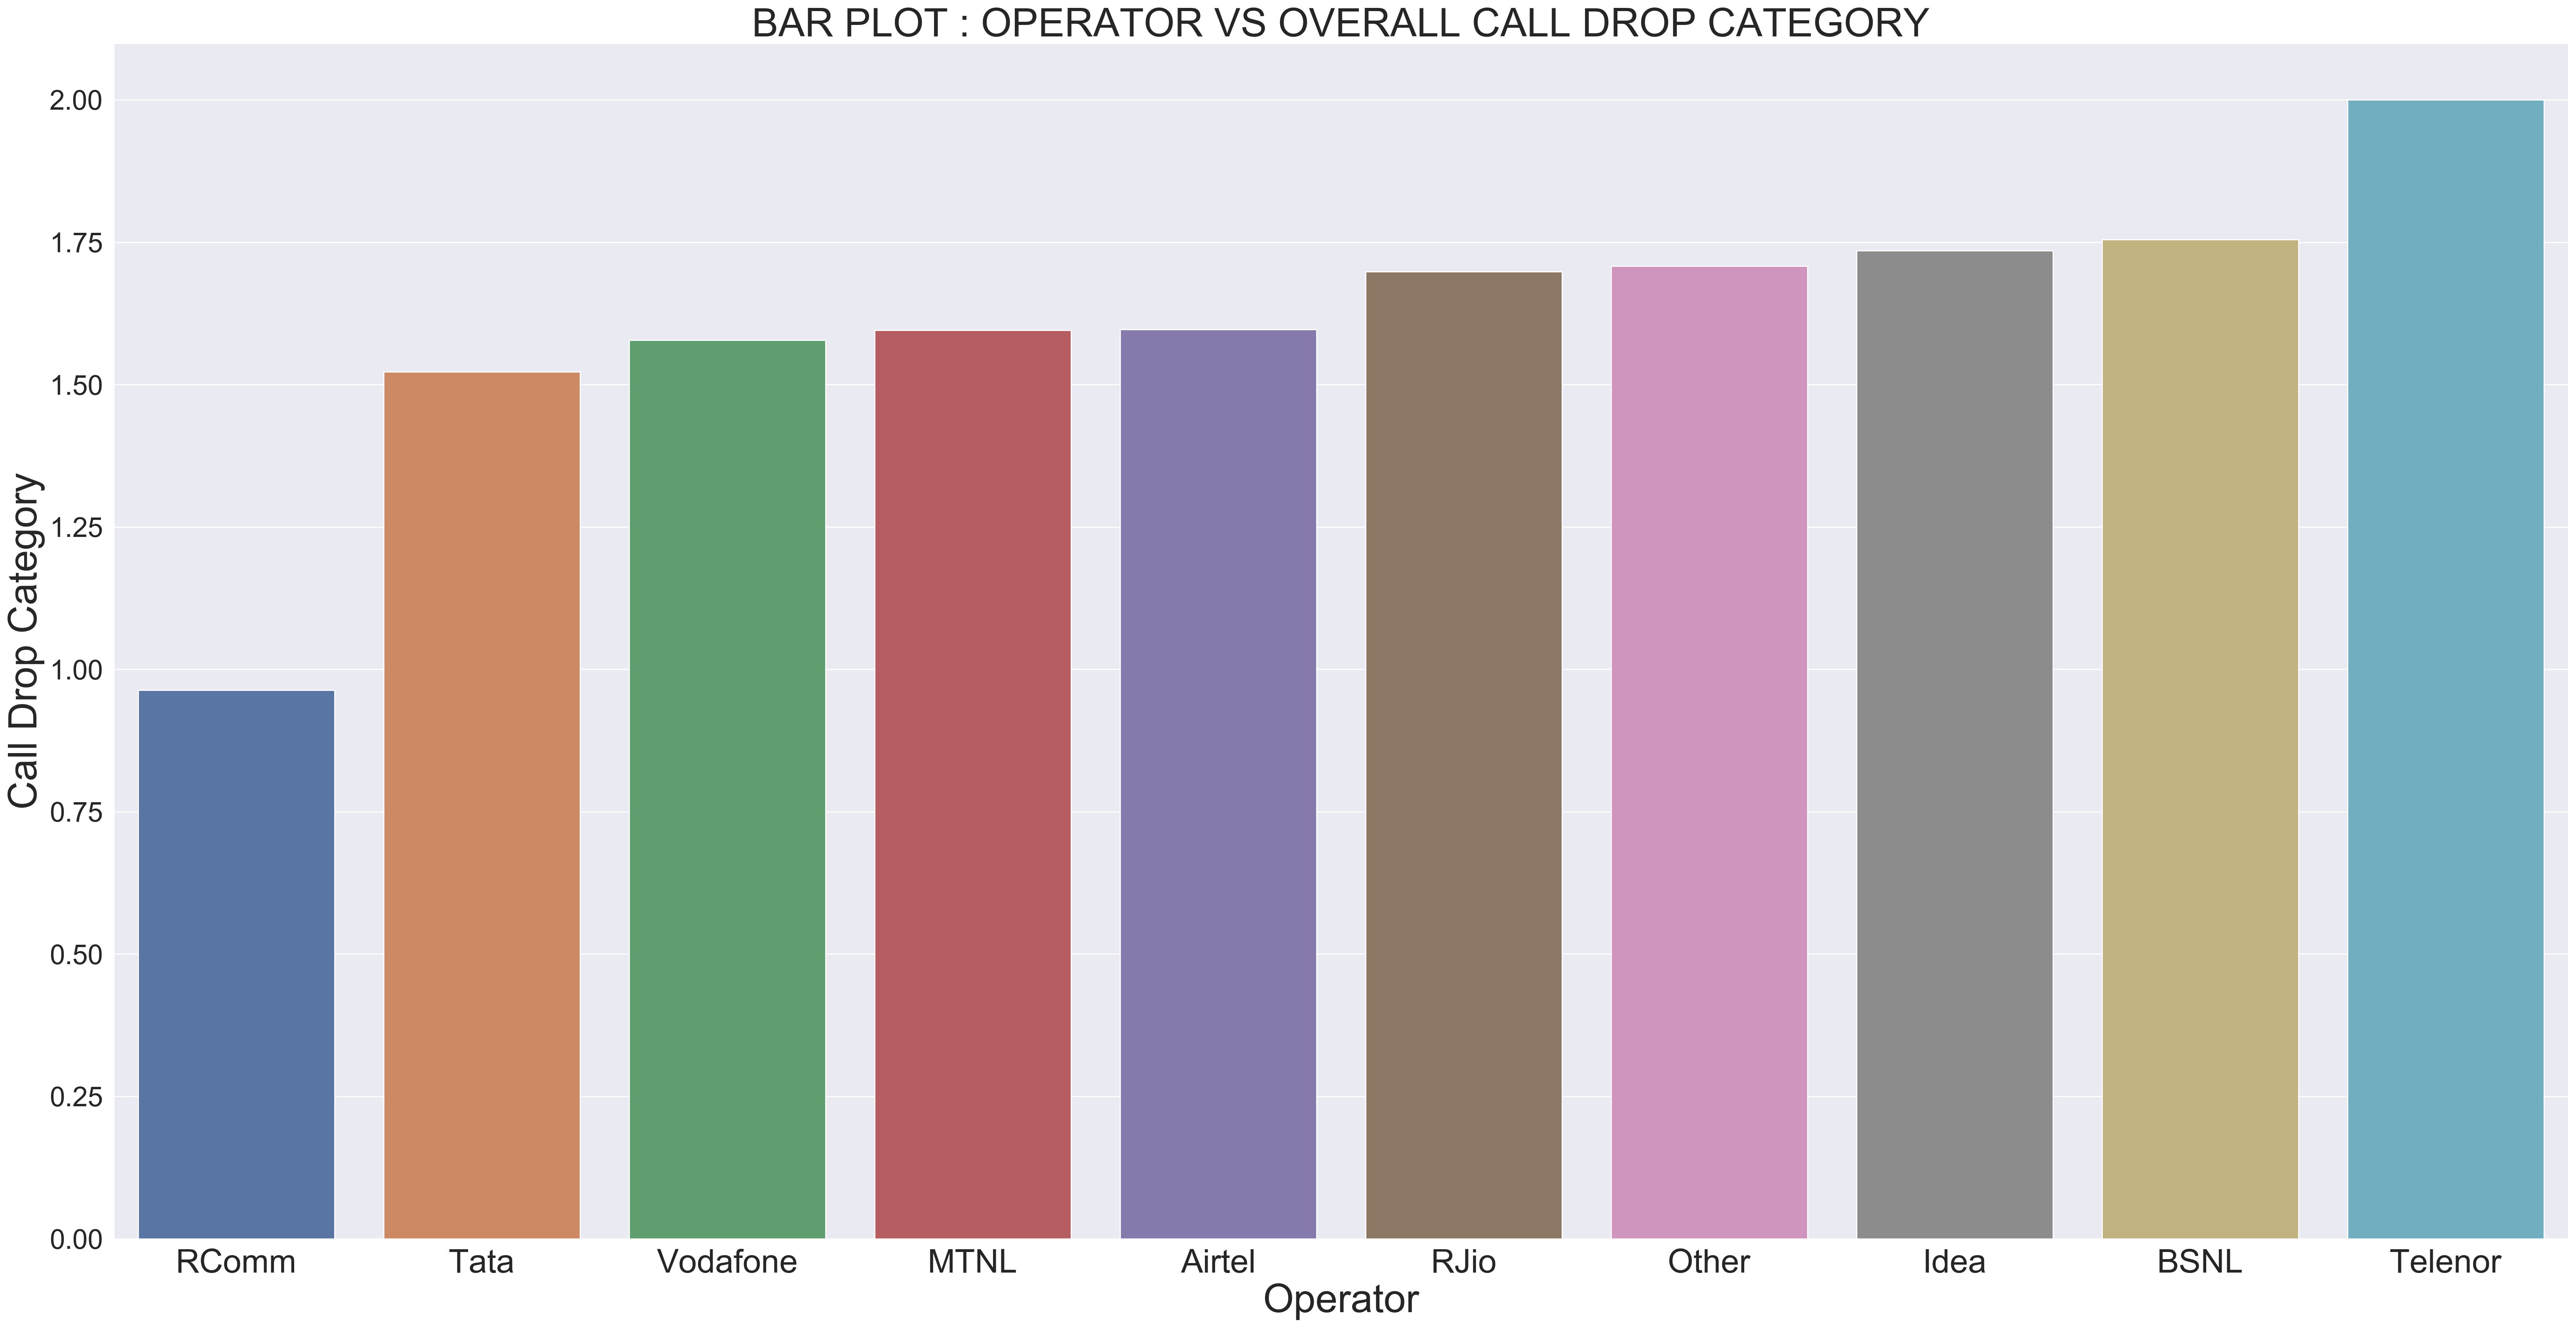 BAR PLOT : OPERATOR VS OVERALL CALL DROP CATEGORY
Call Drop Category
2.00
1.75
1.50
1.25
1.00
0.75
0.50
0.25
0.00
RComm Tata Vodafone MTNL Airtel RJio Other Idea BSNL Telenor
Operator